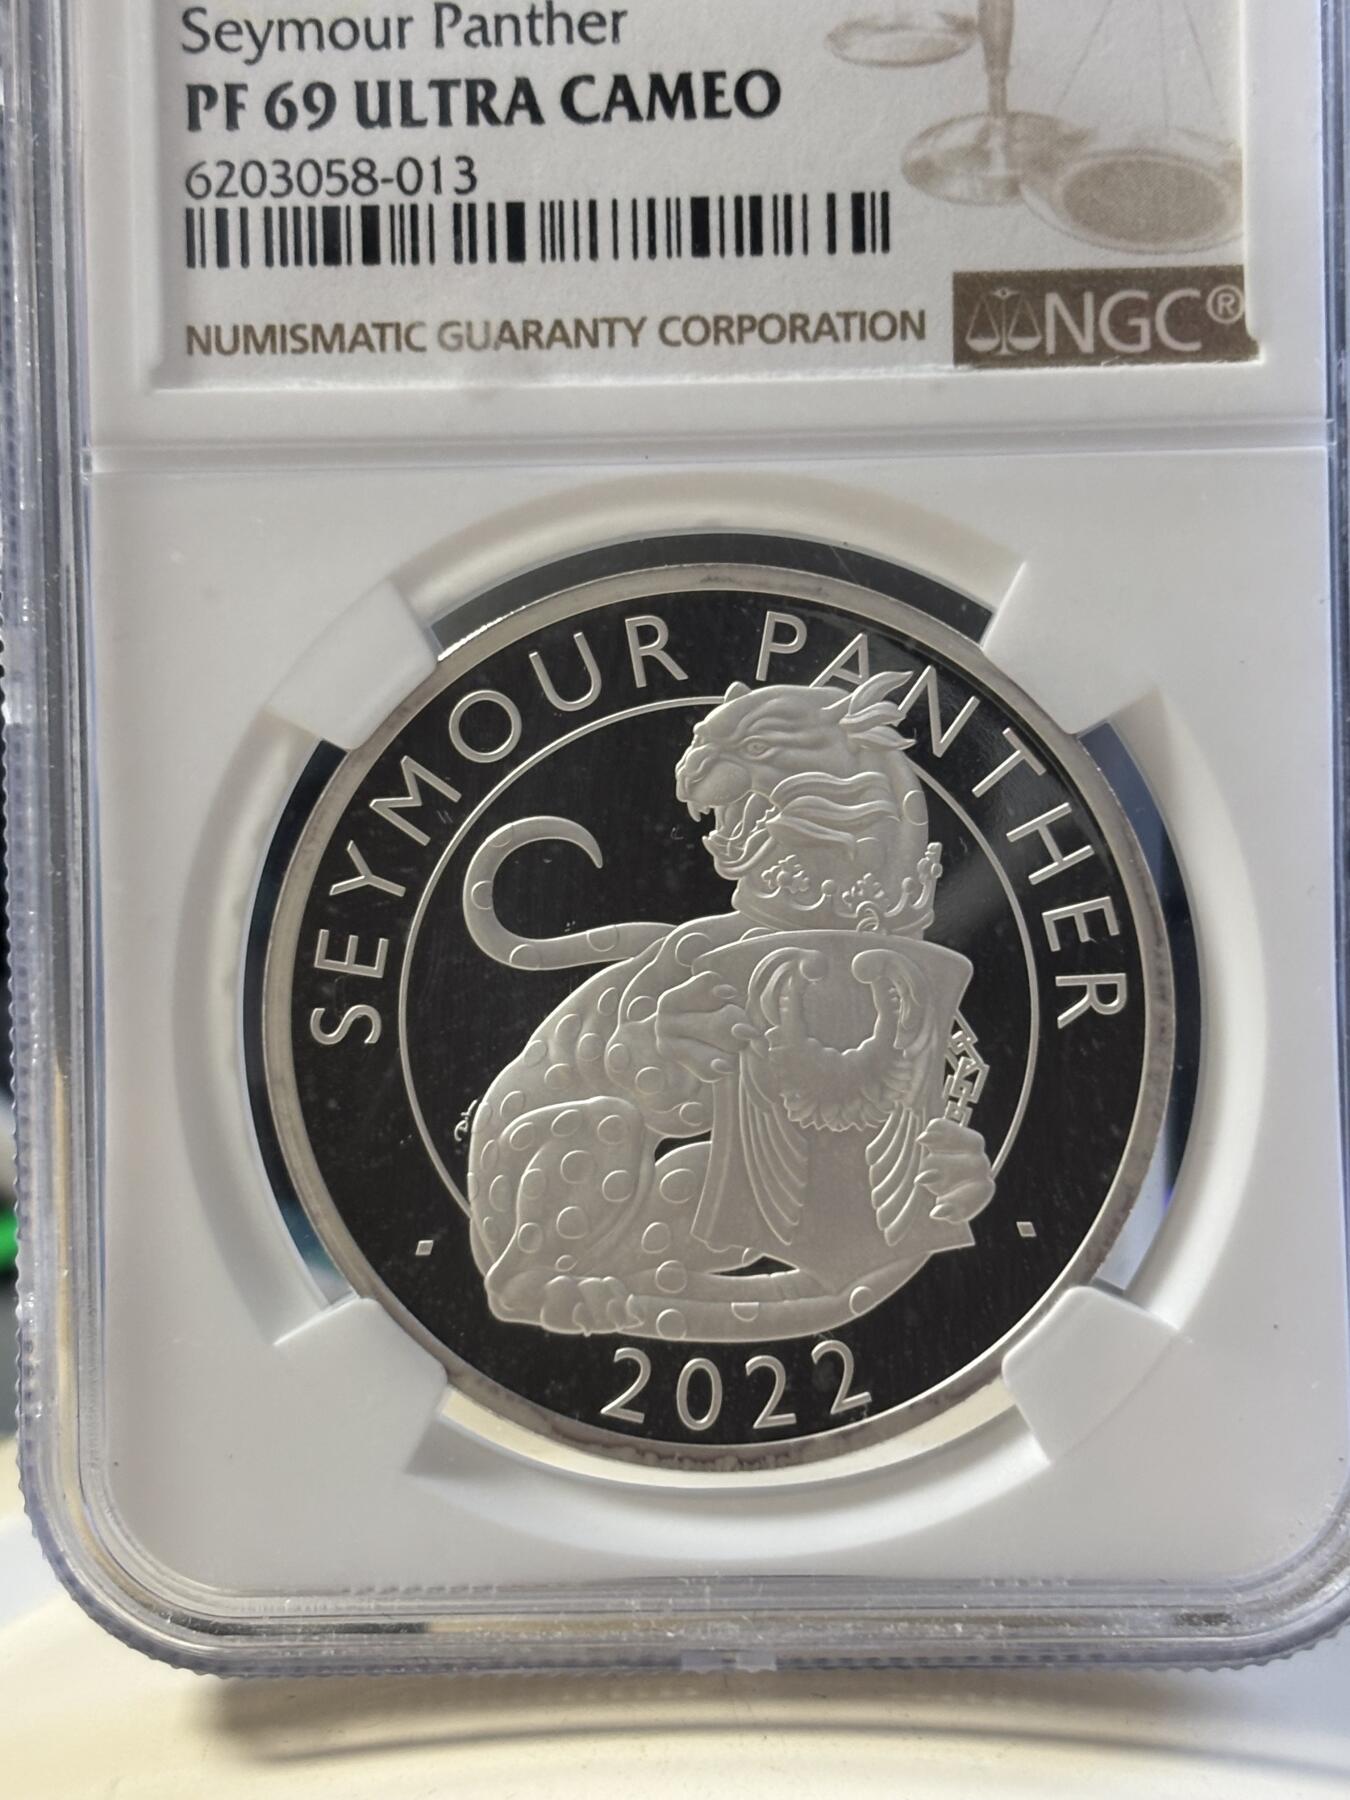 Seymour Panther
PF 69 ULTRA CAMEO
6203058-013
NUMISMATIC GUARANTY CORPORATION
NGC®
SEYMOUR PANTHER
2022